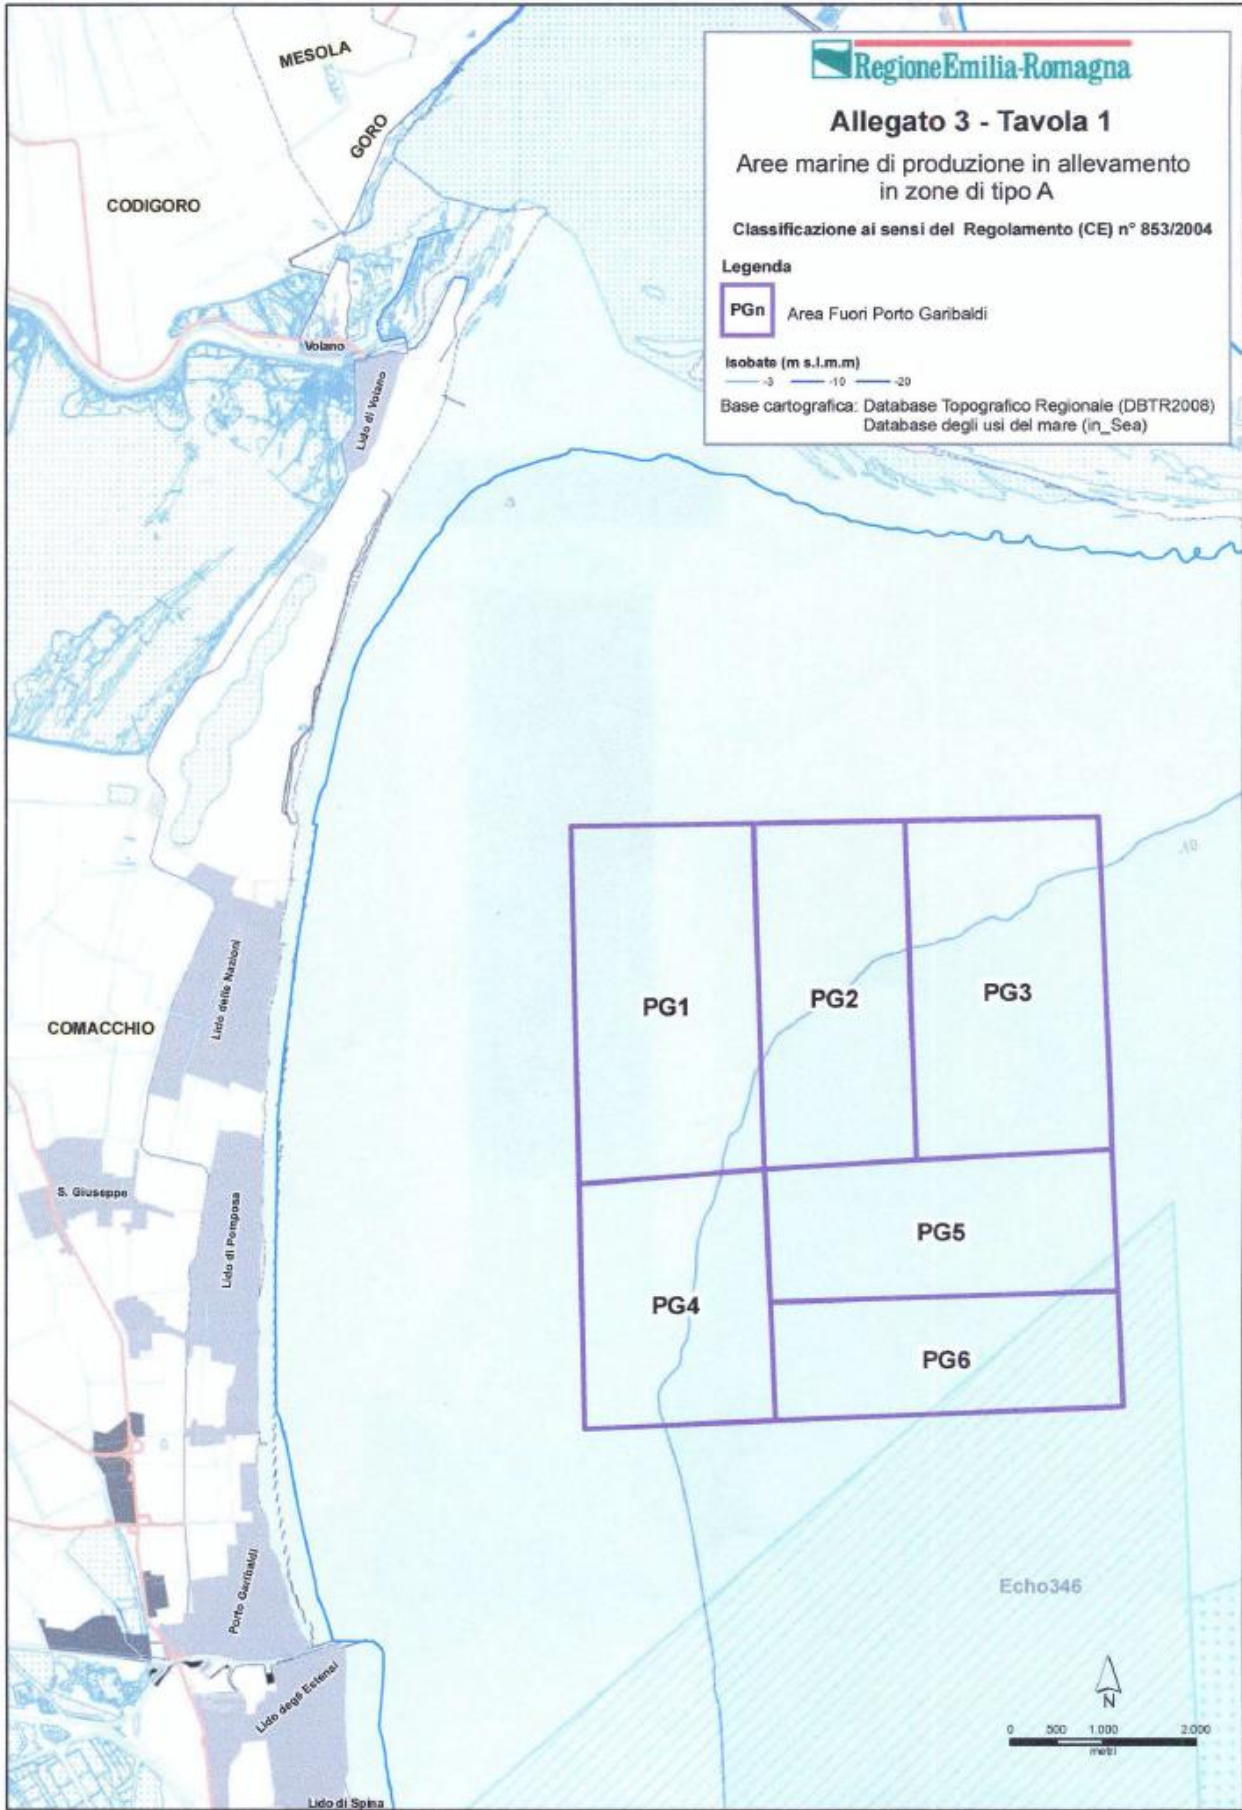 MESOLA
GORO
CODIGORO
RegioneEmilia-Romagna
Allegato 3 - Tavola 1
Aree marine di produzione in allevamento
in zone di tipo A
Classificazione ai sensi del Regolamento (CE) n° 853/2004
Legenda
PGn
Area Fuori Porto Garibaldi
Isobate (m s.l.m.m)
-3 -10 -20
Base cartografica: Database Topografico Regionale (DBTR2008)
Database degli usi del mare (in_Sea)
Volano
Lido di Volano
-10
Lido delle Nazioni
PG1
PG2
PG3
COMACCHIO
S. Giuseppe
Lido di Pomposa
PG5
PG4
PG6
Porto Garibaldi
Echo346
Lido degli Estensi
N
0 500 1.000 2.000
metri
Lido di Spina